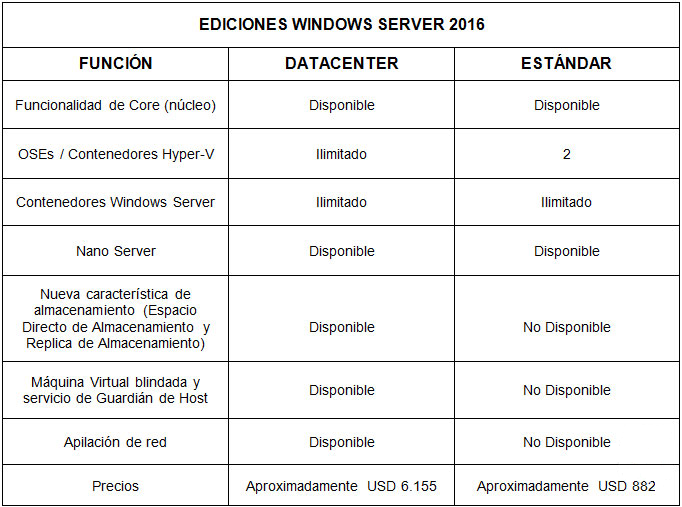 EDICIONES WINDOWS SERVER 2016
FUNCIÓN DATACENTER ESTÁNDAR
Funcionalidad de Core (núcleo) Disponible Disponible
OSEs / Contenedores Hyper-V Ilimitado 2
Contenedores Windows Server Ilimitado Ilimitado
Nano Server Disponible Disponible
Nueva característica de
almacenamiento (Espacio
Directo de Almacenamiento y
Replica de Almacenamiento)
Disponible No Disponible
Máquina Virtual blindada y
servicio de Guardián de Host
Disponible No Disponible
Apilación de red Disponible No Disponible
Precios Aproximadamente USD 6.155 Aproximadamente USD 882